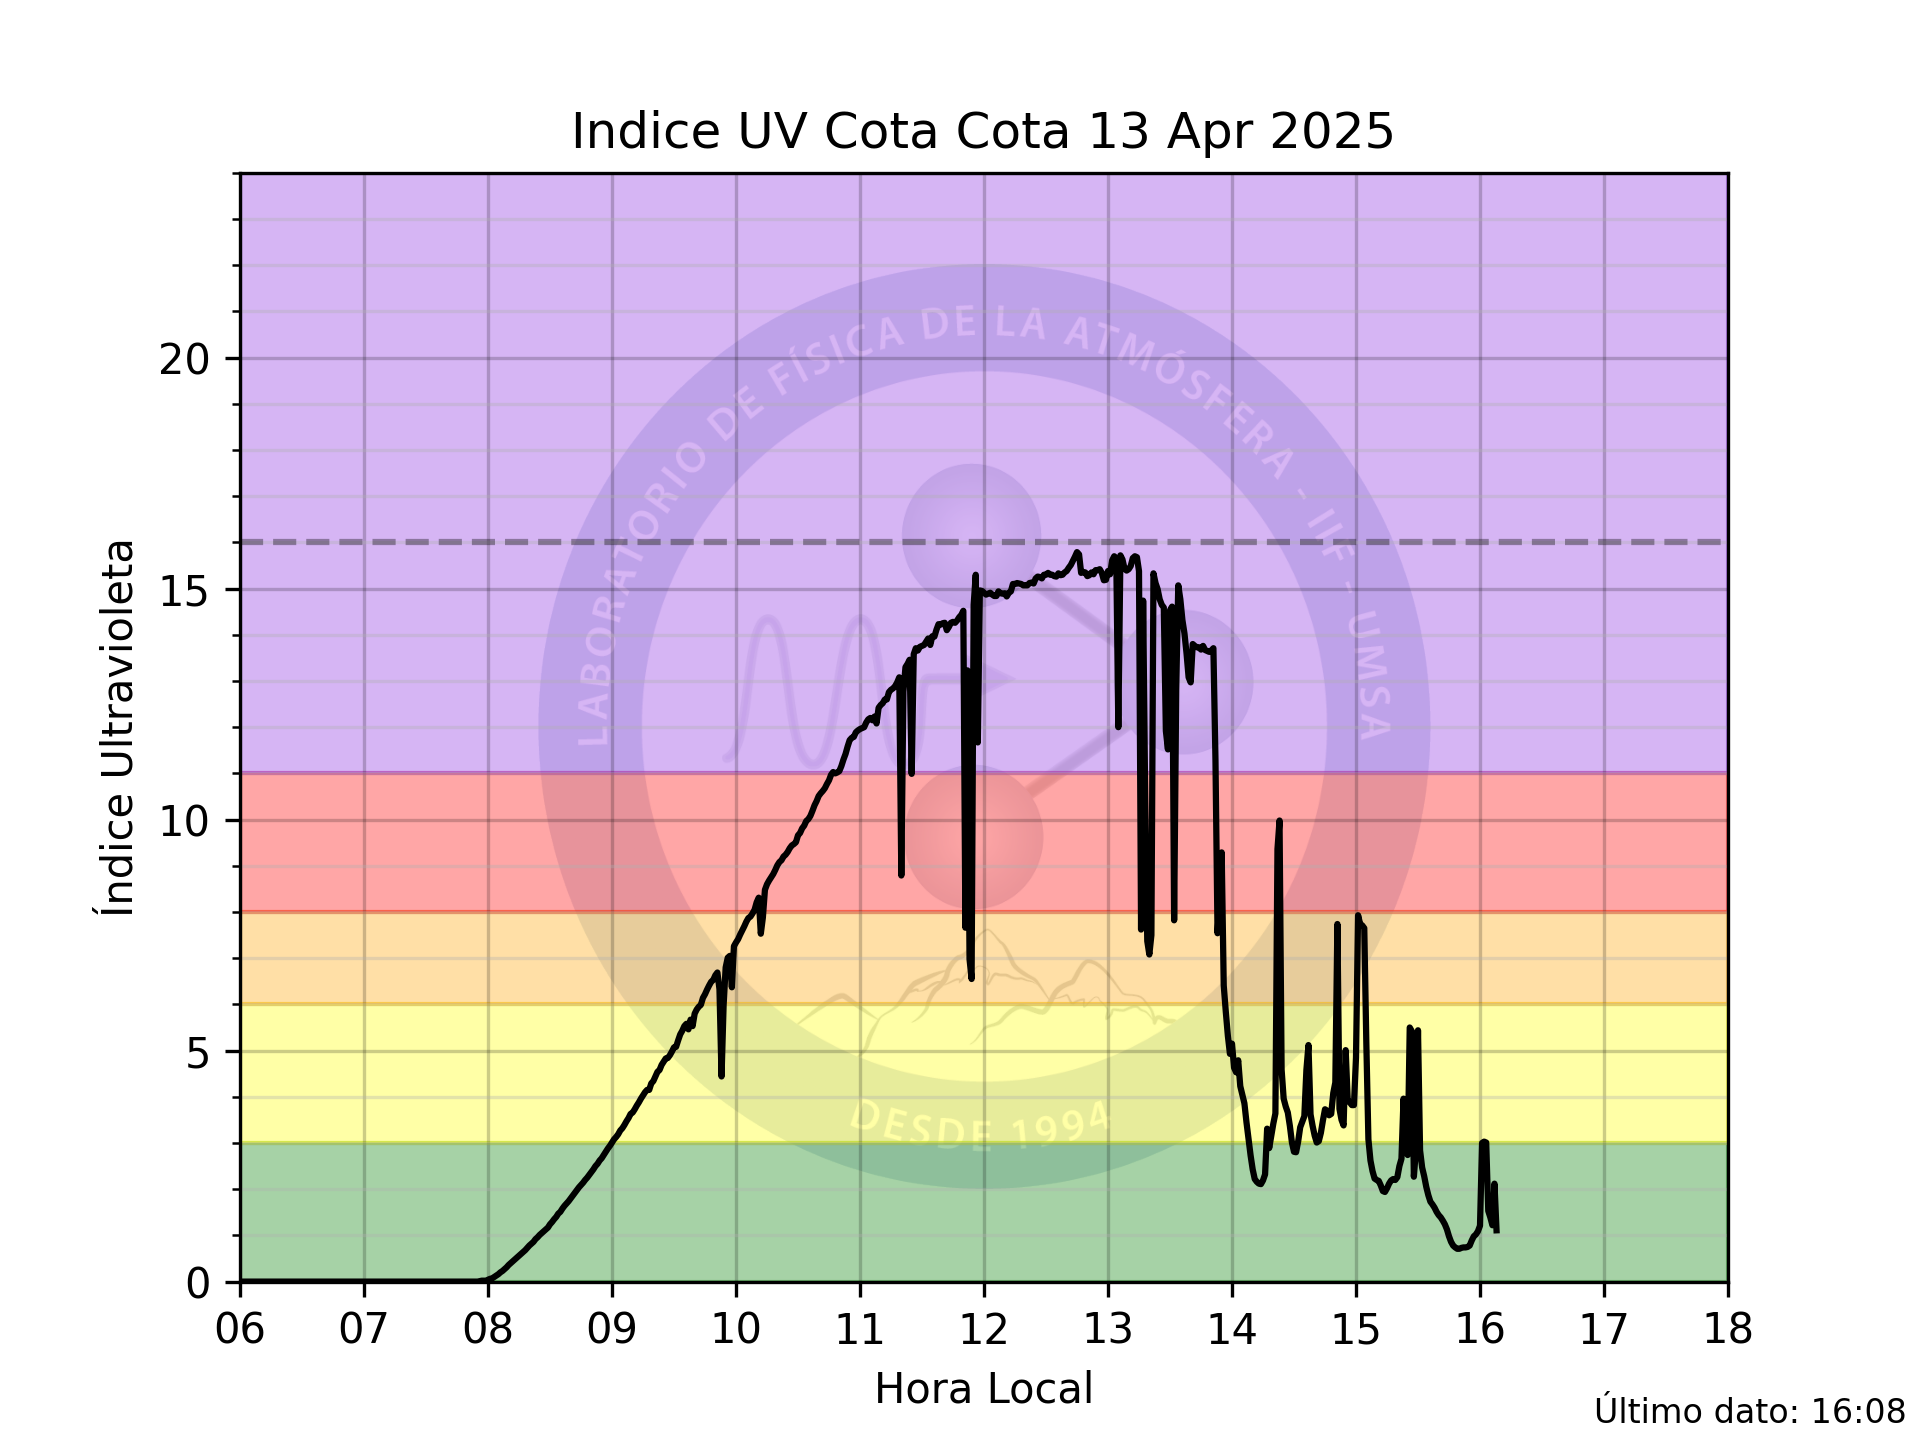 Indice UV Cota Cota 13 Apr 2025
LABORATORIO DE FÍSICA DE LA ATMÓSFERA - IIF - UMSA
DESDE 1994
Índice Ultravioleta
20
15
10
5
0
06 07 08 09 10 11 12 13 14 15 16 17 18
Hora Local
Último dato: 16:08